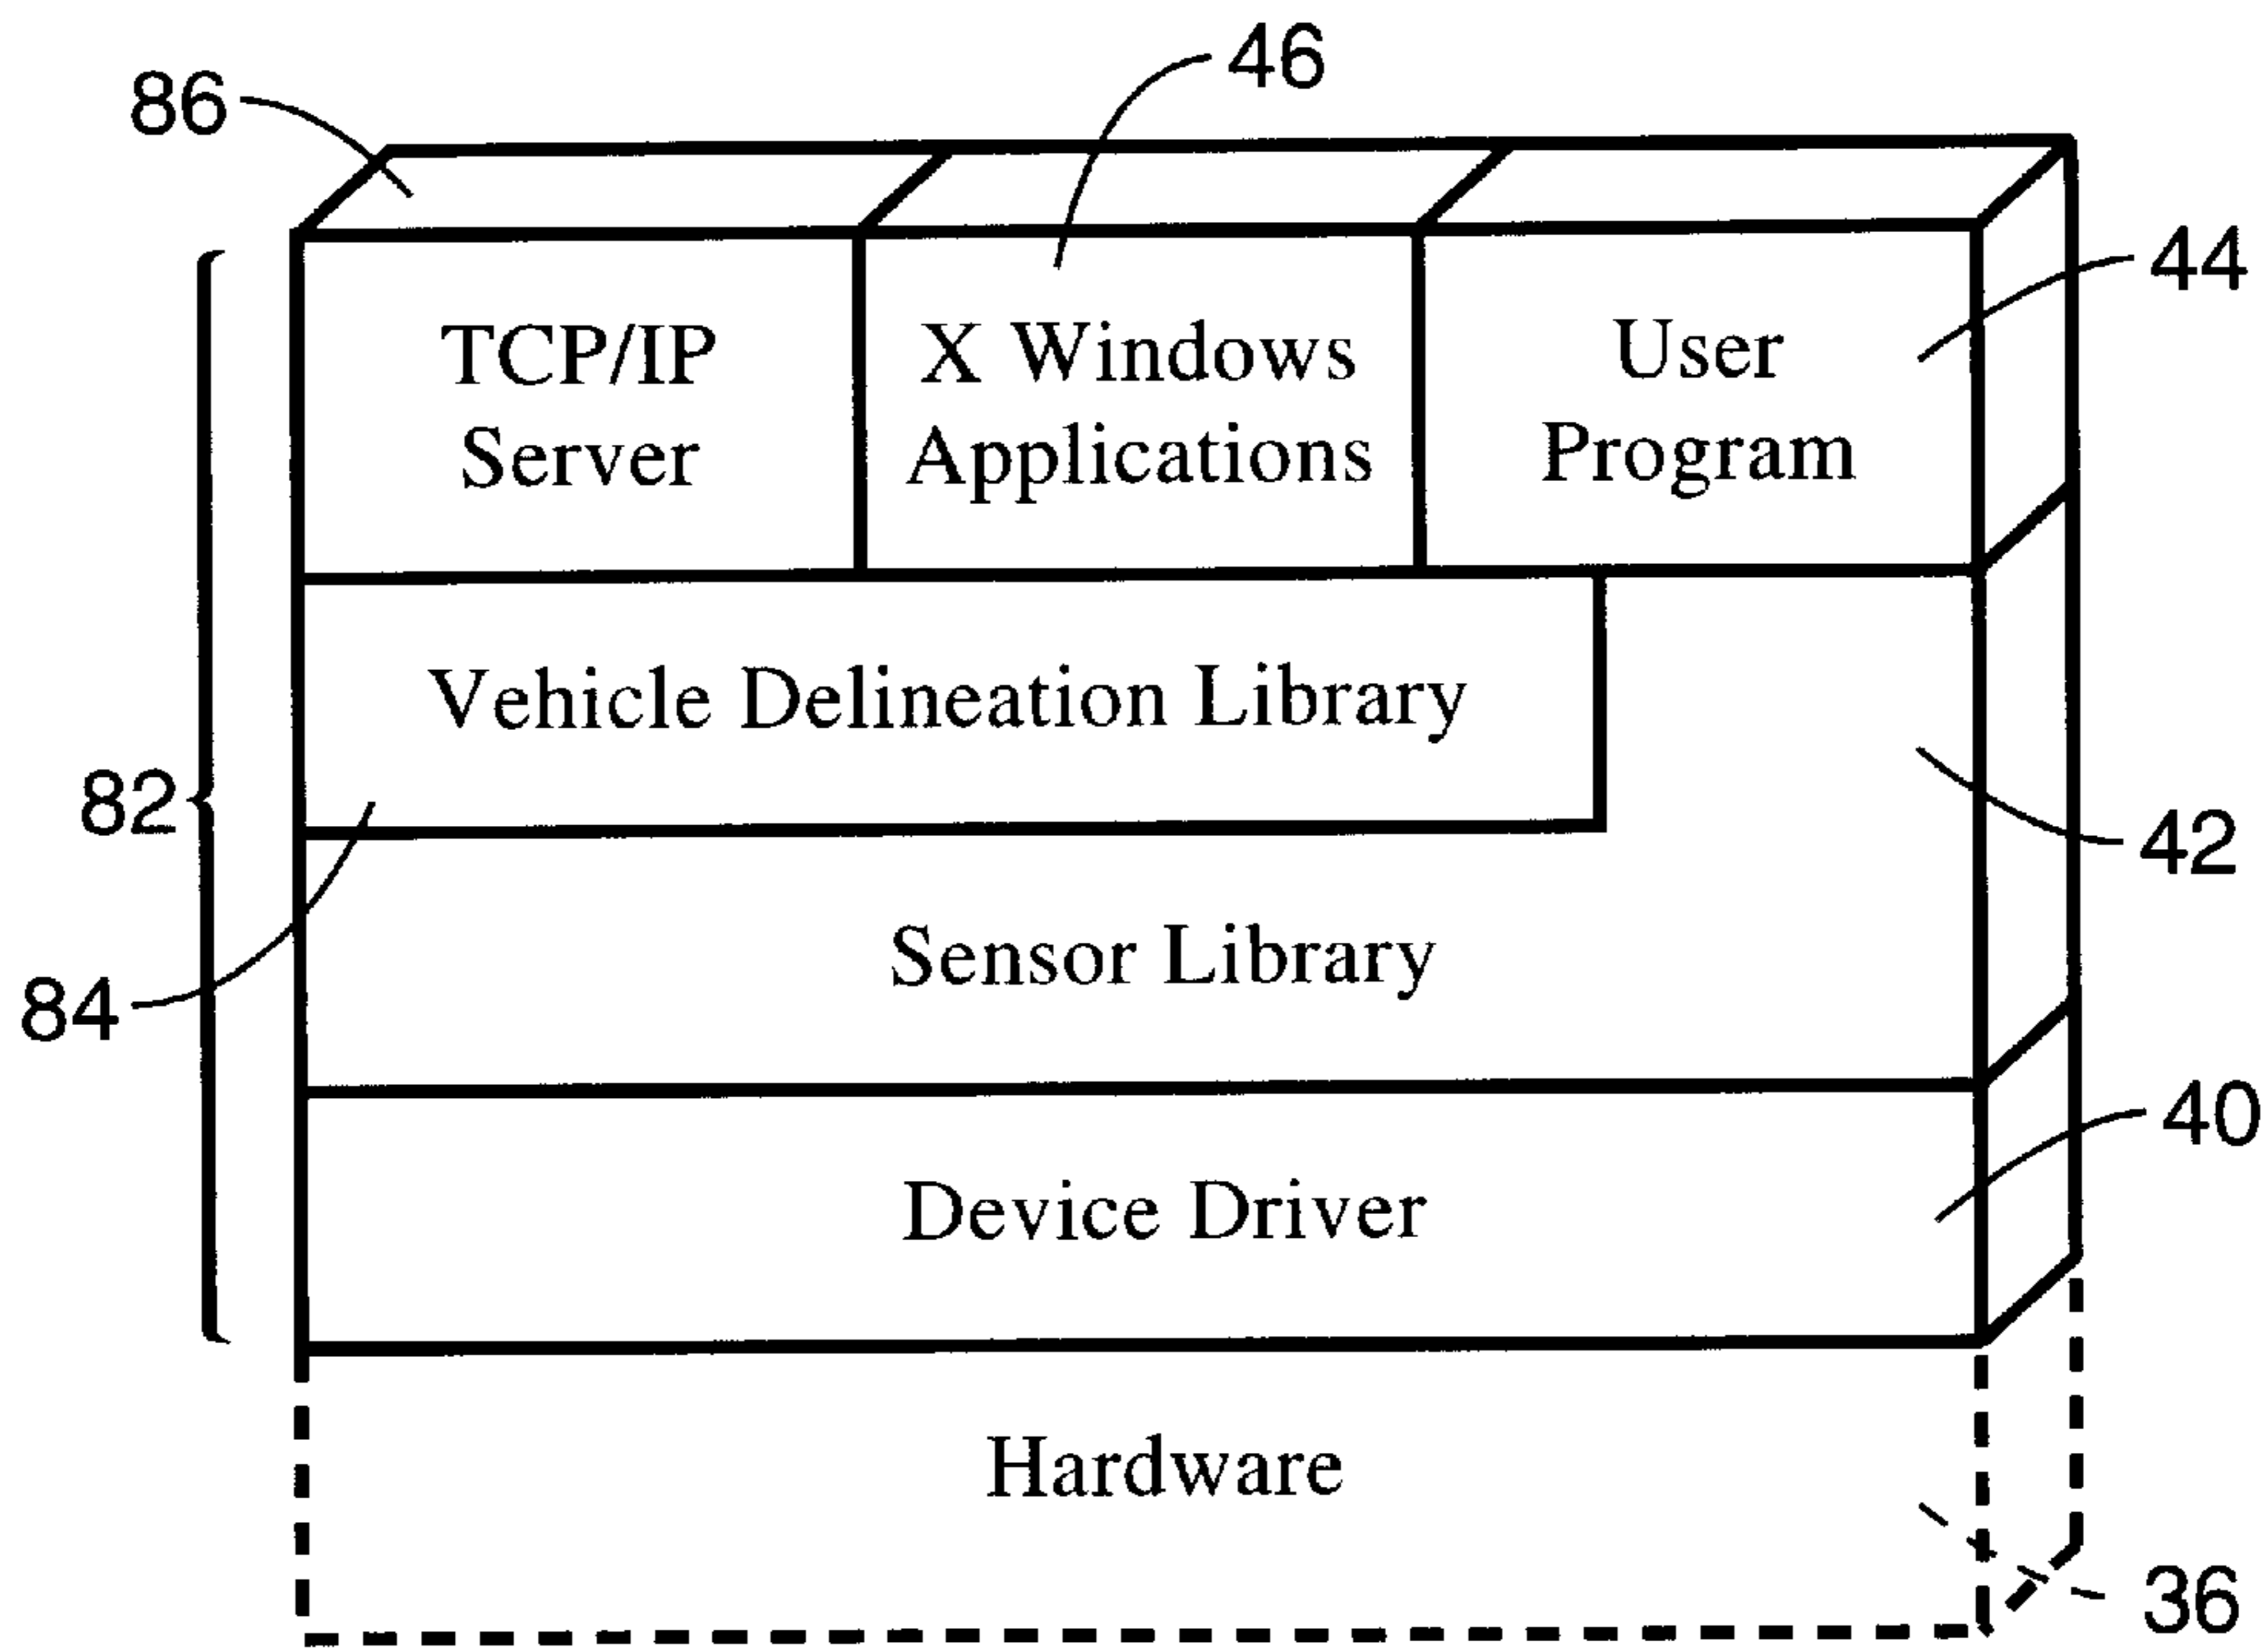 46
86
44
TCP/IP
Server
X Windows
Applications
User
Program
Vehicle Delineation Library
82
42
Sensor Library
84
40
Device Driver
Hardware
36